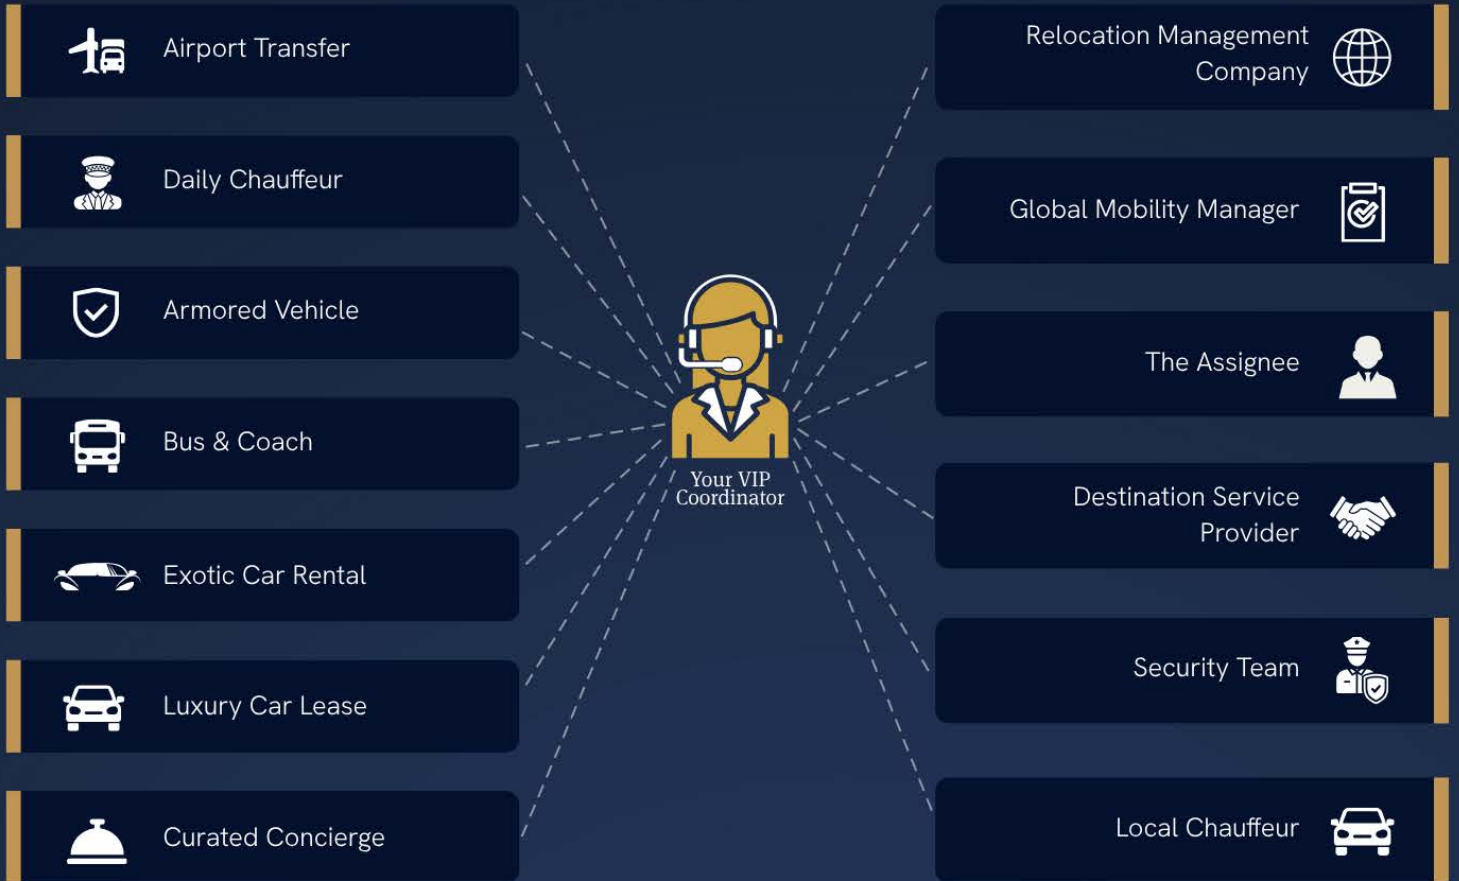 Airport Transfer
Daily Chauffeur
Armored Vehicle
Bus & Coach
Exotic Car Rental
Luxury Car Lease
Curated Concierge
Your VIP
Coordinator
Relocation Management
Company
Global Mobility Manager
The Assignee
Destination Service
Provider
Security Team
Local Chauffeur